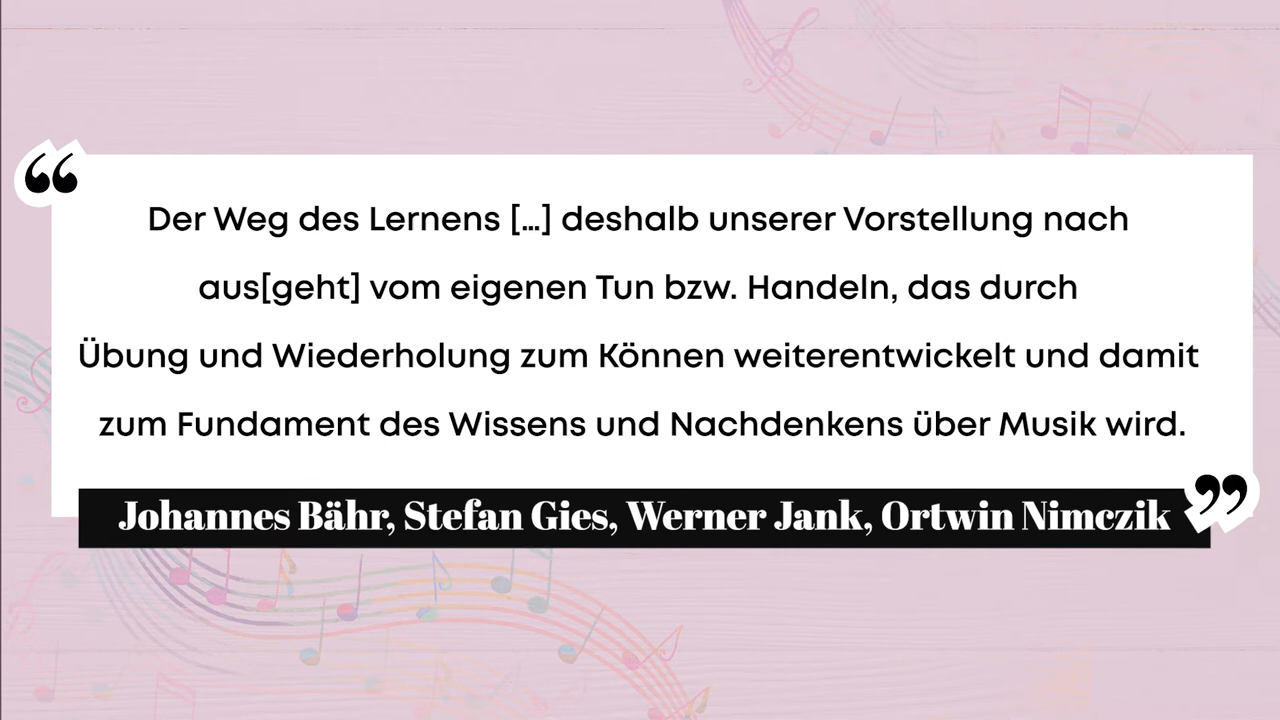 “
Der Weg des Lernens [...] deshalb unserer Vorstellung nach
aus[geht] vom eigenen Tun bzw. Handeln, das durch
Übung und Wiederholung zum Können weiterentwickelt und damit
zum Fundament des Wissens und Nachdenkens über Musik wird.
Johannes Bähr, Stefan Gies, Werner Jank, Ortwin Nimczik
”